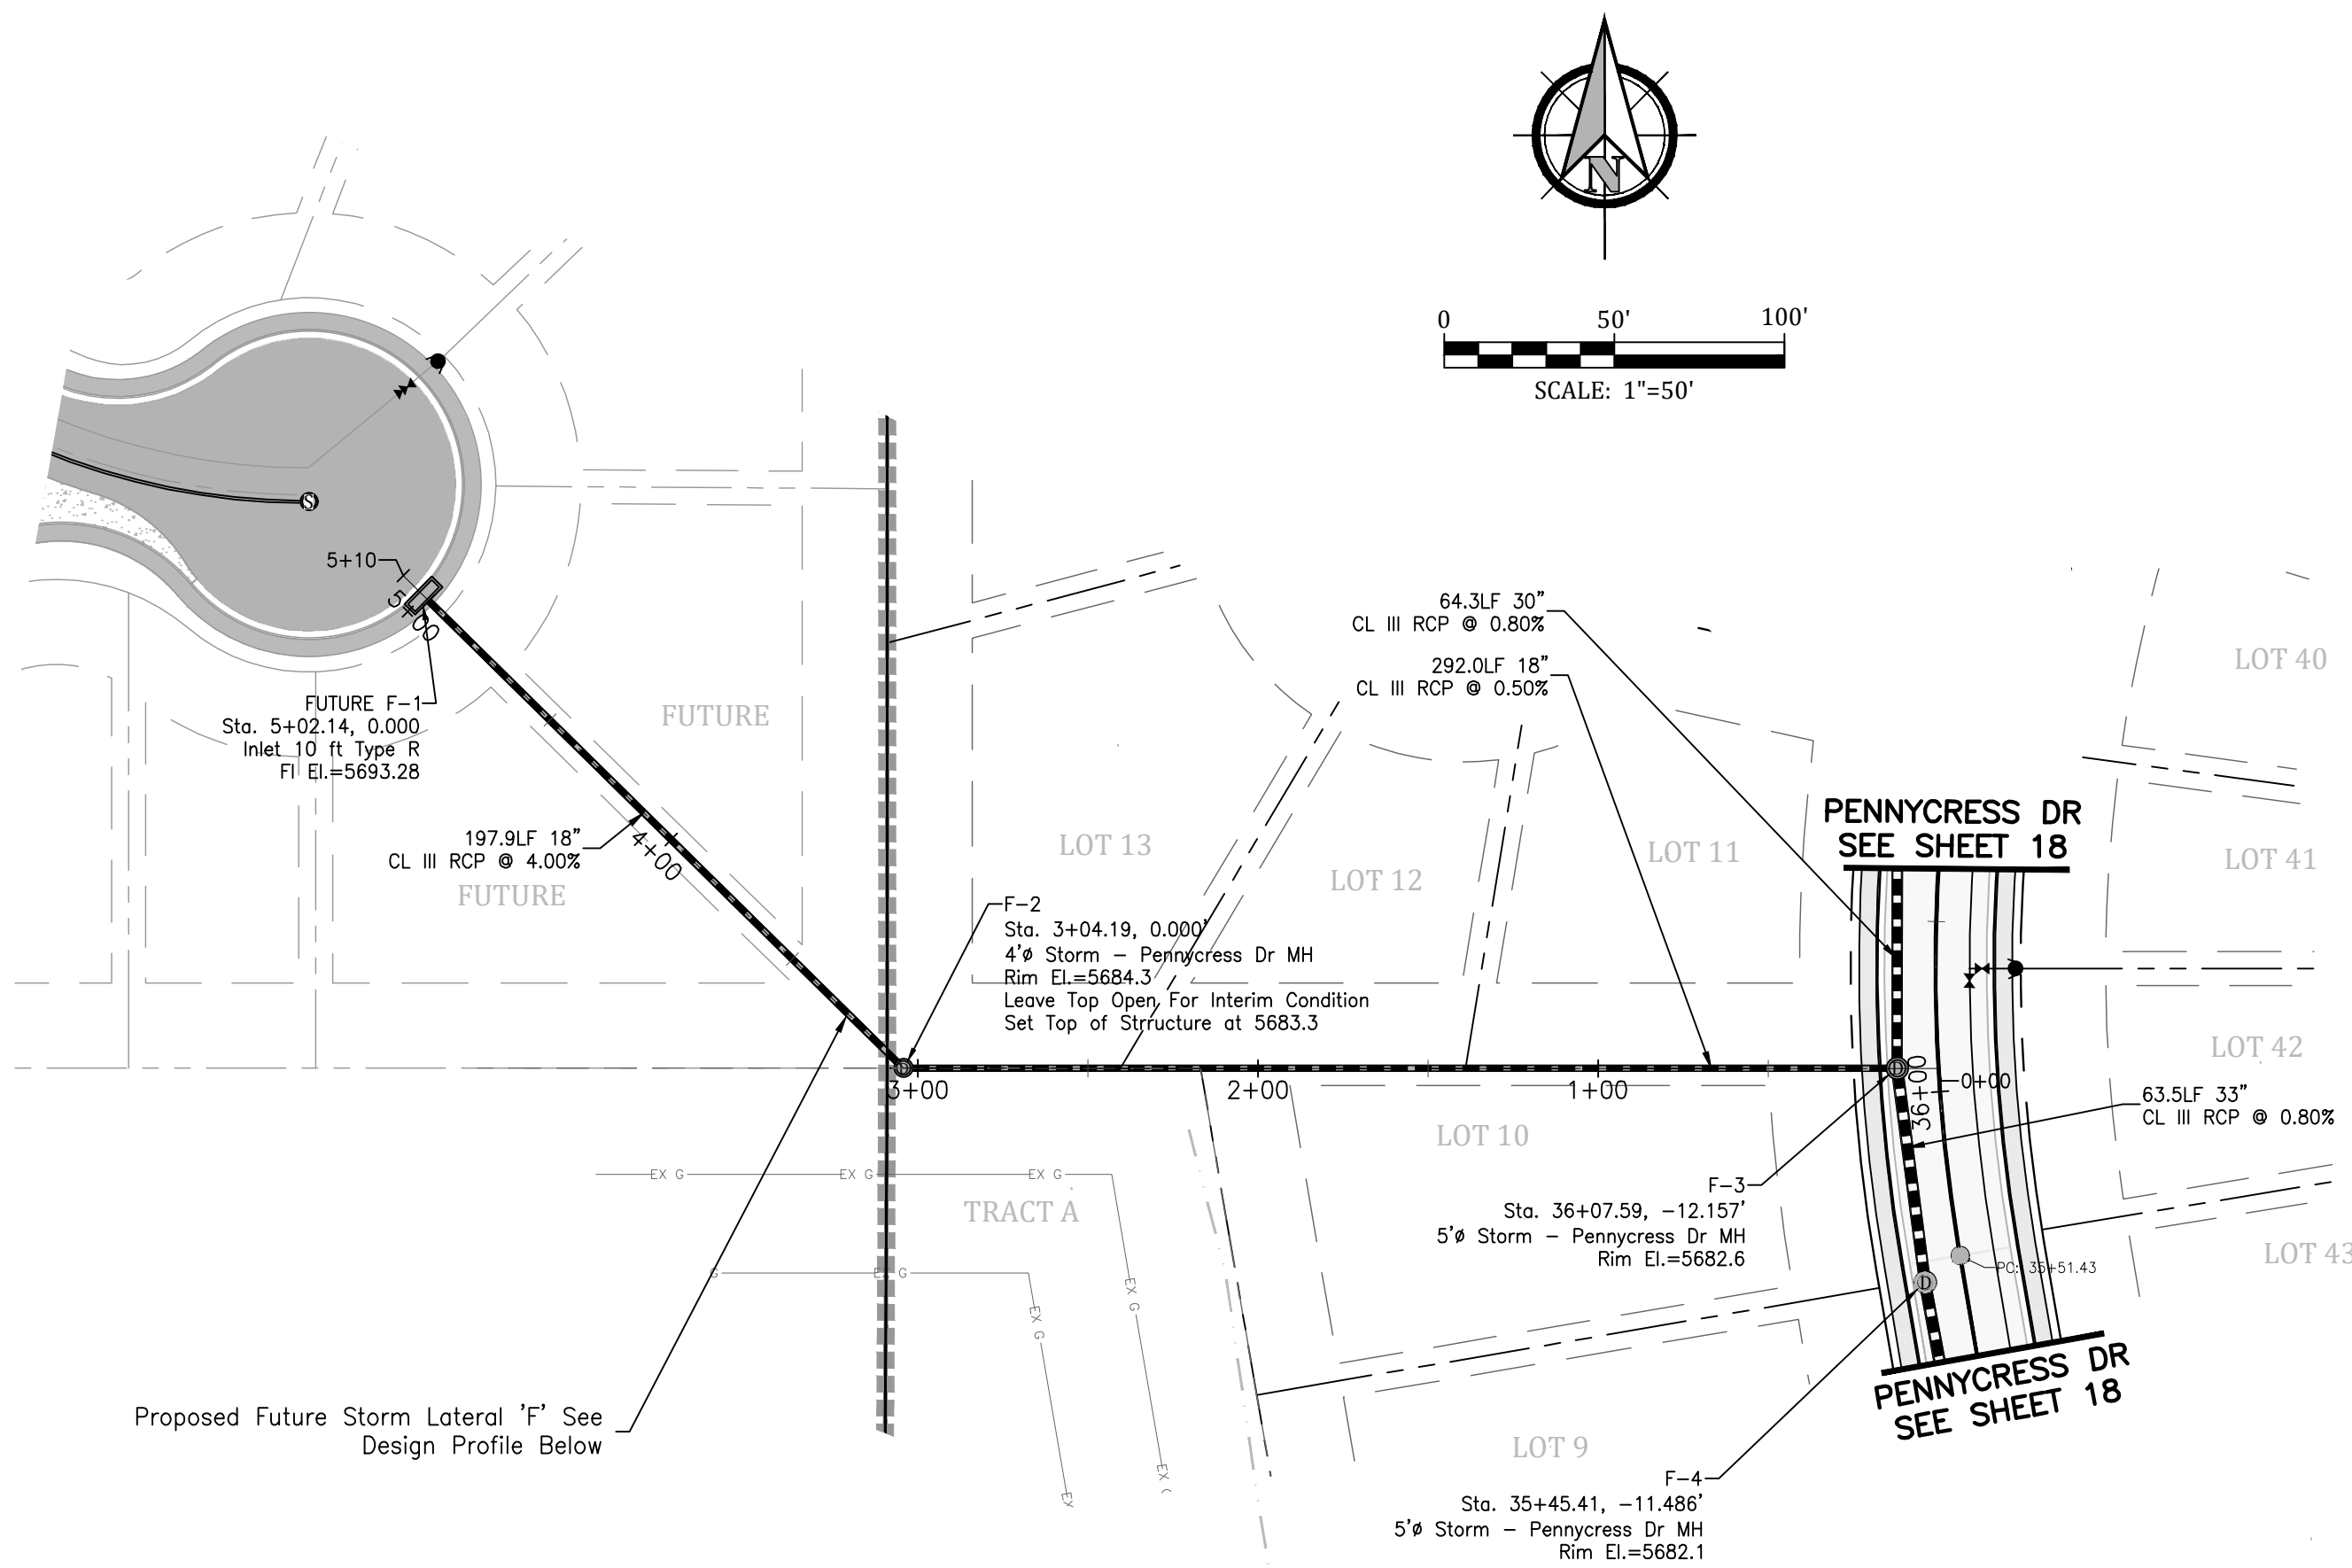 N
0 50' 100'
SCALE: 1"=50'
S
5+10
5+00
FUTURE F-1
Sta. 5+02.14, 0.000
Inlet 10 ft Type R
Fl El.=5693.28
197.9LF 18"
CL III RCP @ 4.00%
4+00
FUTURE
FUTURE
LOT 13
LOT 12
LOT 11
64.3LF 30"
CL III RCP @ 0.80%
292.0LF 18"
CL III RCP @ 0.50%
LOT 40
LOT 41
LOT 42
LOT 43
PENNYCRESS DR
SEE SHEET 18
F-2
Sta. 3+04.19, 0.000'
4'ø Storm – Pennycress Dr MH
Rim El.=5684.3
Leave Top Open For Interim Condition
Set Top of Strructure at 5683.3
D
D
3+00
2+00
1+00
0+00
36+00
63.5LF 33"
CL III RCP @ 0.80%
LOT 10
TRACT A
EX G
EX G
EX G
G
G
EX G
EX G
EX
EX
F-3
Sta. 36+07.59, -12.157'
5'ø Storm – Pennycress Dr MH
Rim El.=5682.6
PC: 35+51.43
D
PENNYCRESS DR
SEE SHEET 18
Proposed Future Storm Lateral 'F' See
Design Profile Below
LOT 9
F-4
Sta. 35+45.41, -11.486'
5'ø Storm – Pennycress Dr MH
Rim El.=5682.1